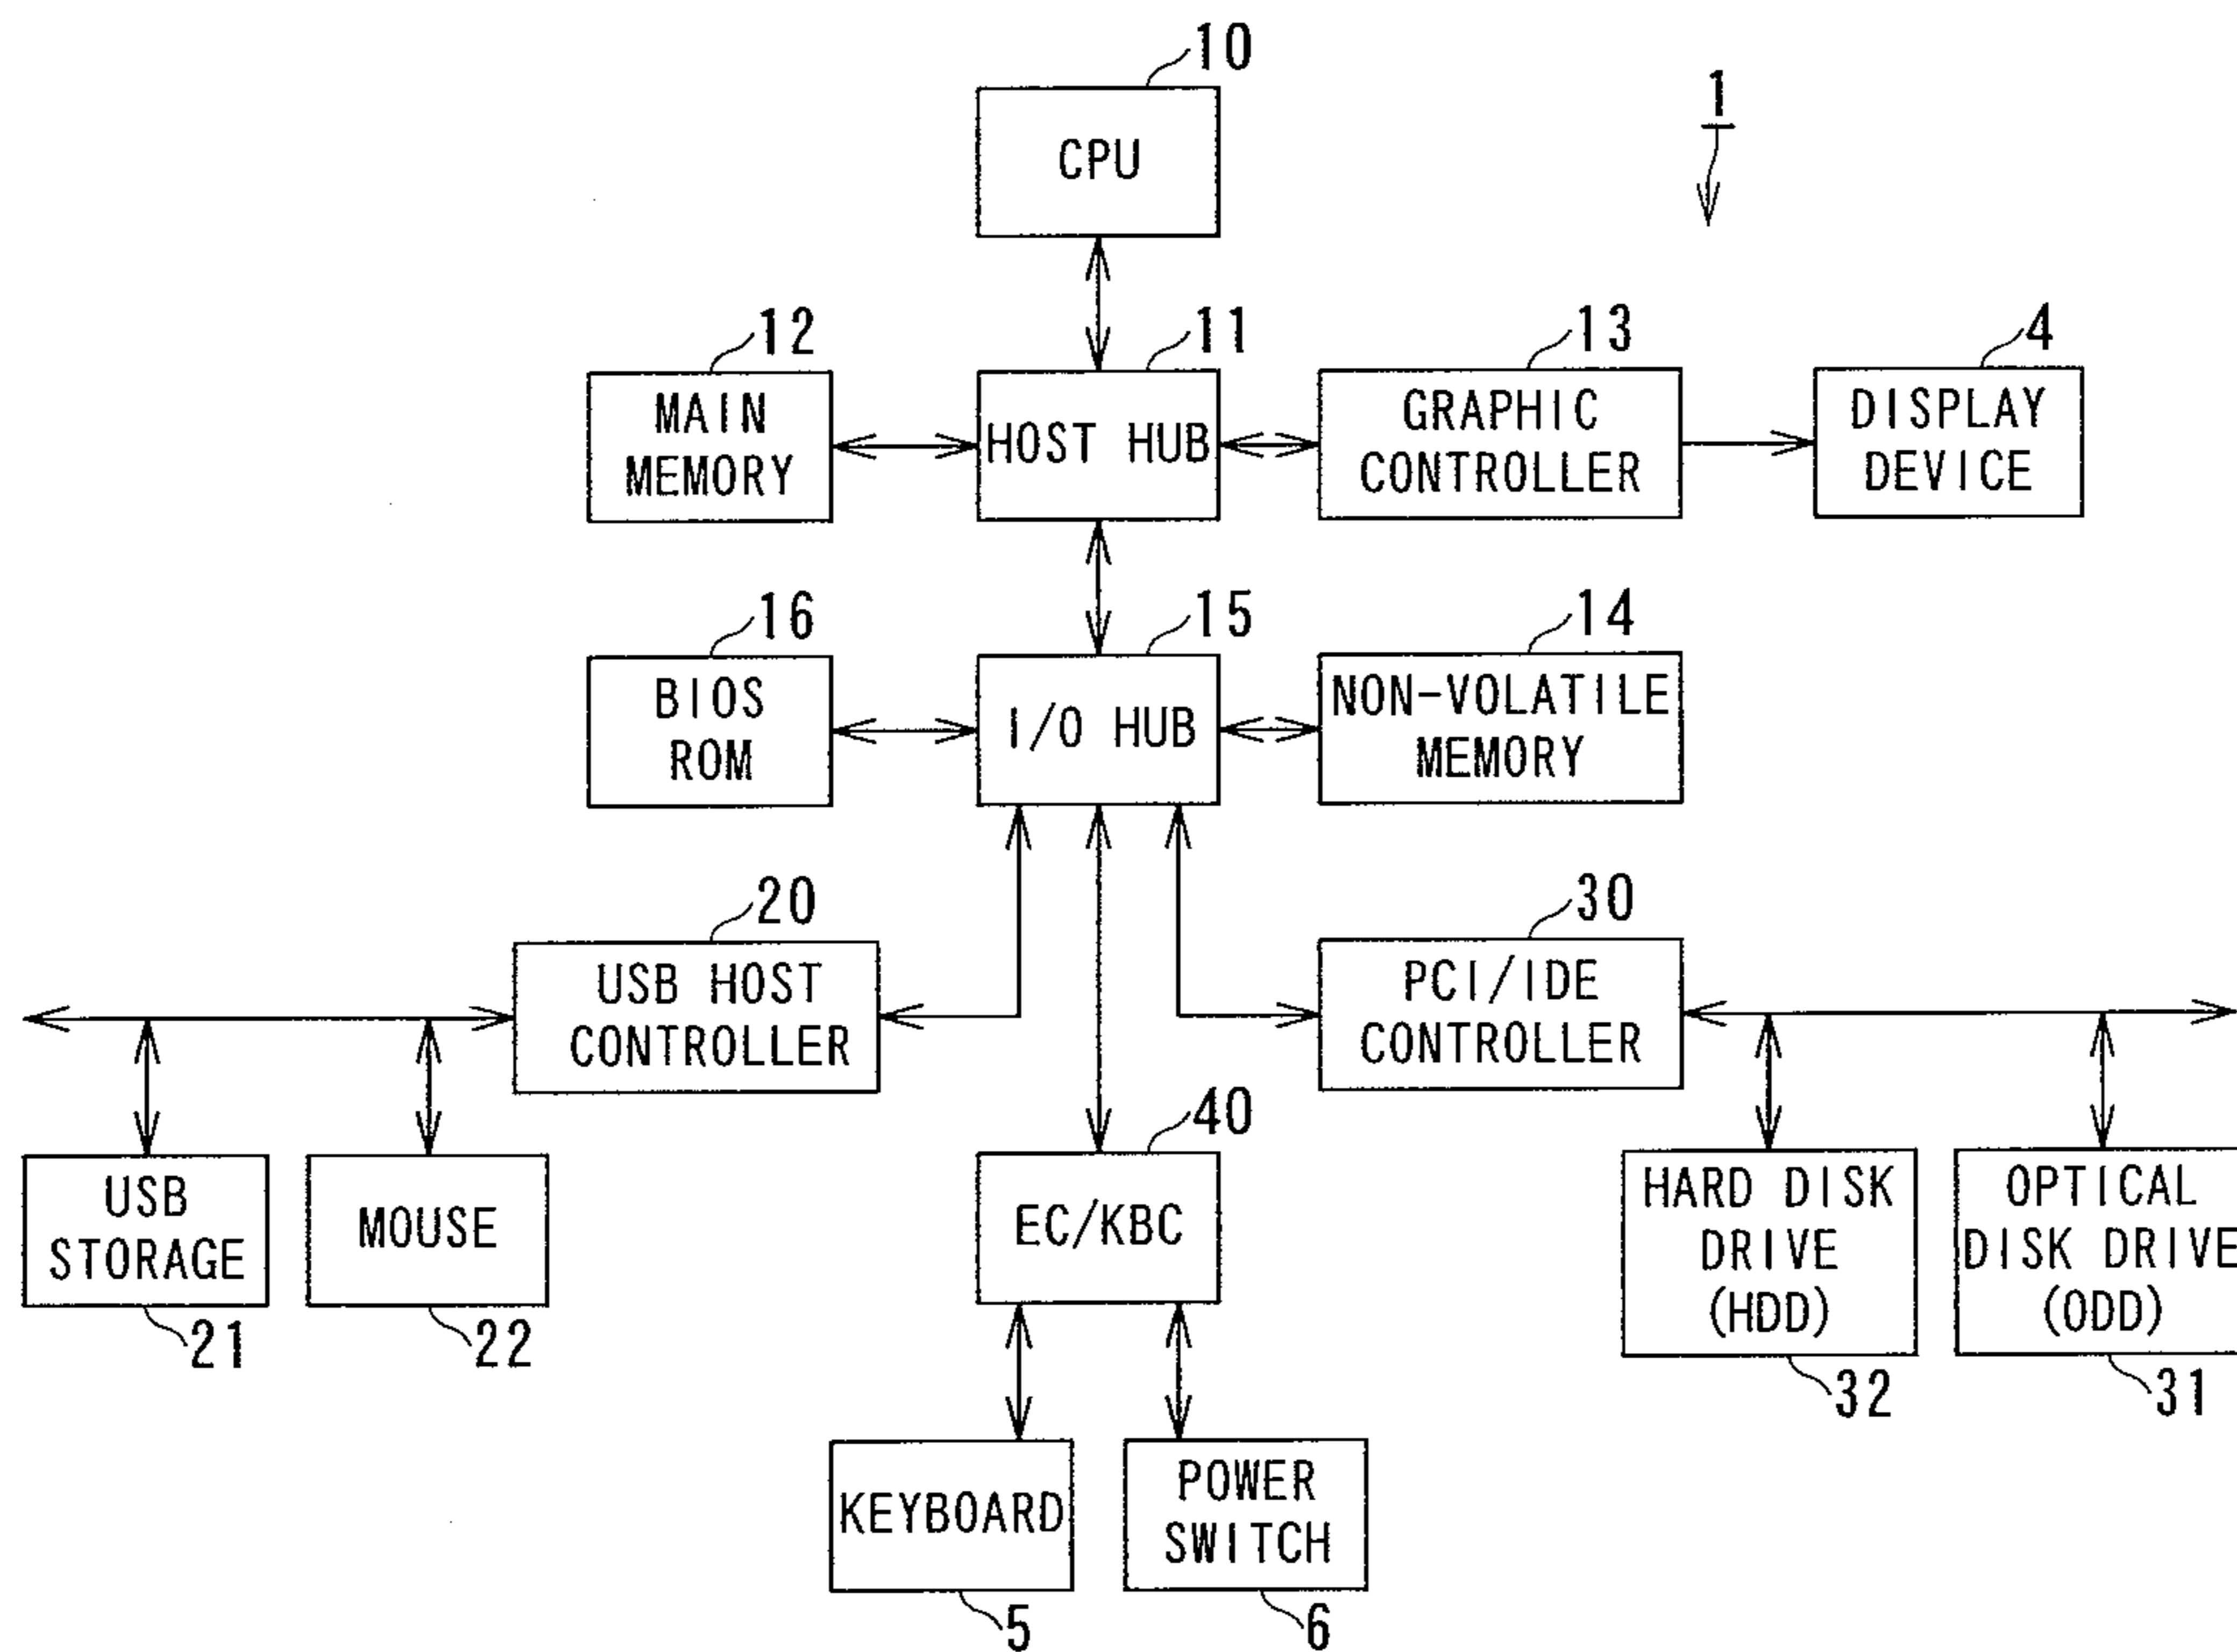 10
CPU
1
12
11
13
4
MAIN
MEMORY
HOST HUB
GRAPHIC
CONTROLLER
DISPLAY
DEVICE
16
15
14
BIOS
ROM
I/O HUB
NON-VOLATILE
MEMORY
20
30
USB HOST
CONTROLLER
PCI/IDE
CONTROLLER
40
USB
STORAGE
MOUSE
EC/KBC
HARD DISK
DRIVE
(HDD)
OPTICAL
DISK DRIVE
(ODD)
21
22
32
31
KEYBOARD
POWER
SWITCH
5
6